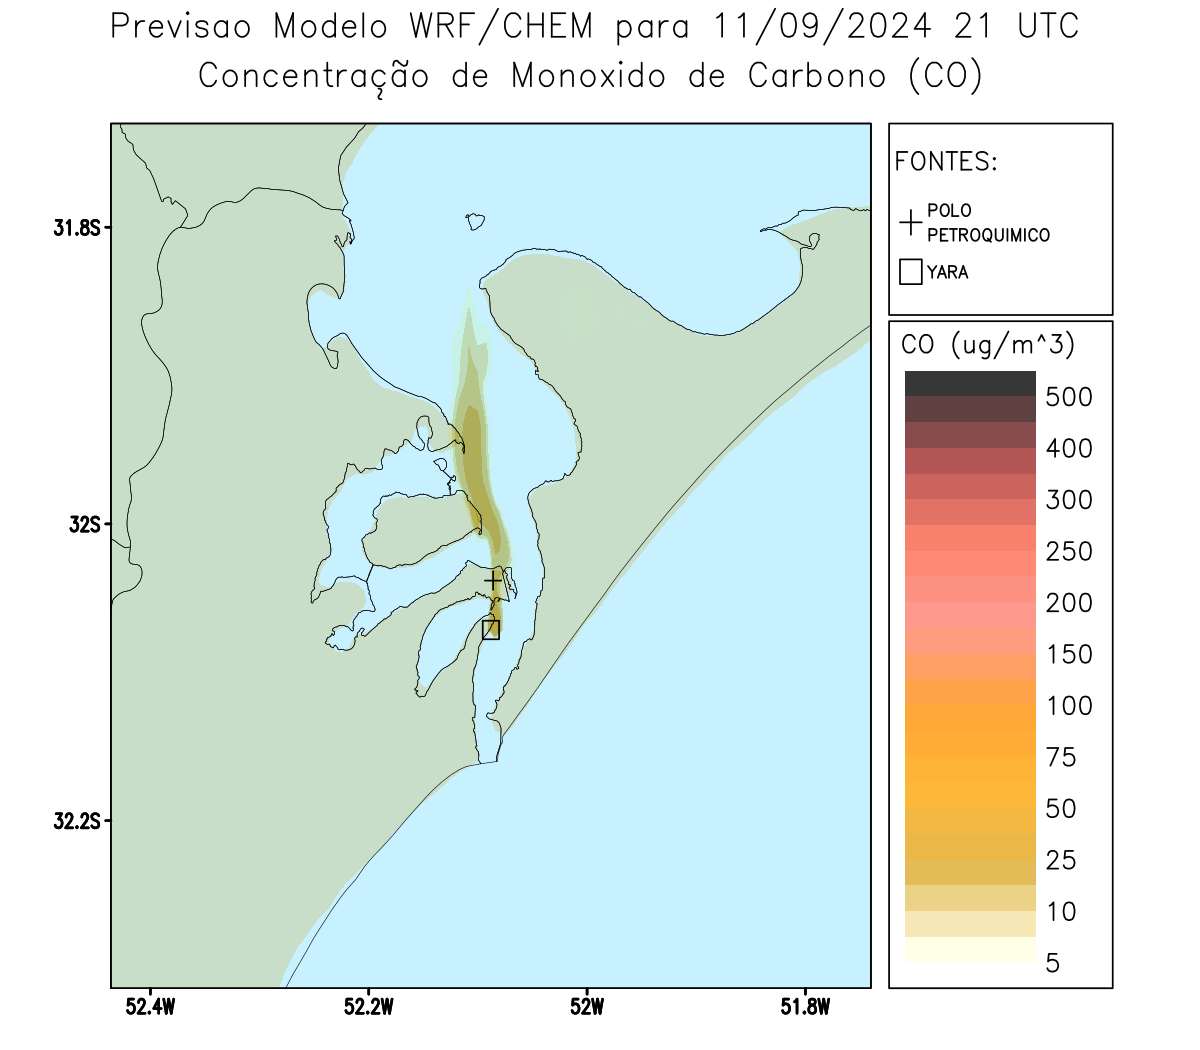 Previsao Modelo WRF/CHEM para 11/09/2024 21 UTC
Concentração de Monoxido de Carbono (CO)
FONTES:
POLO
PETROQUIMICO
YARA
CO (ug/m^3)
500
400
300
250
200
150
100
75
50
25
10
5
31.8S
32S
32.2S
52.4W 52.2W 52W 51.8W